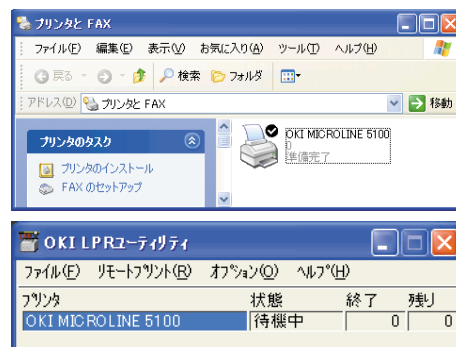 プリンタと FAX
ファイル(F) 編集(E) 表示(V) お気に入り(A) ツール(T) ヘルプ(H)
戻る 検索 フォルダ
アドレス(D) プリンタと FAX 移動
プリンタのタスク
プリンタのインストール
FAX のセットアップ
OKI MICROLINE 5100
0
準備完了
OKI LPRユーティリティ
ファイル(F) リモートプリント(R) オプション(O) ヘルプ(H)
プリンタ 状態 終了 残り
OKI MICROLINE 5100 待機中 0 0